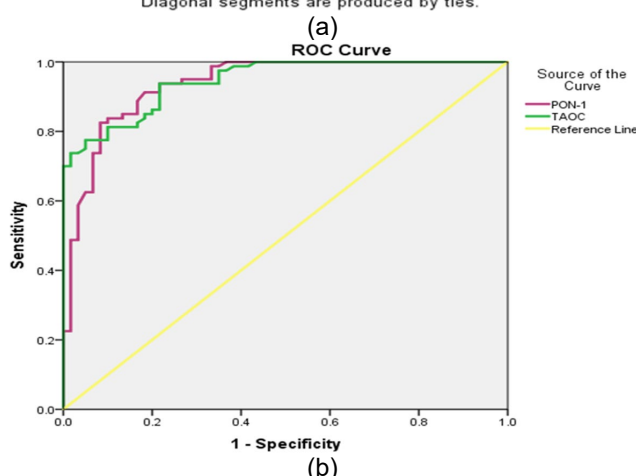 Diagonal segments are produced by ties.
(a)
ROC Curve
Source of the
Curve
PON-1
TAOC
Reference Line
Sensitivity
1.0
0.8
0.6
0.4
0.2
0.0
0.0 0.2 0.4 0.6 0.8 1.0
1 - Specificity
(b)